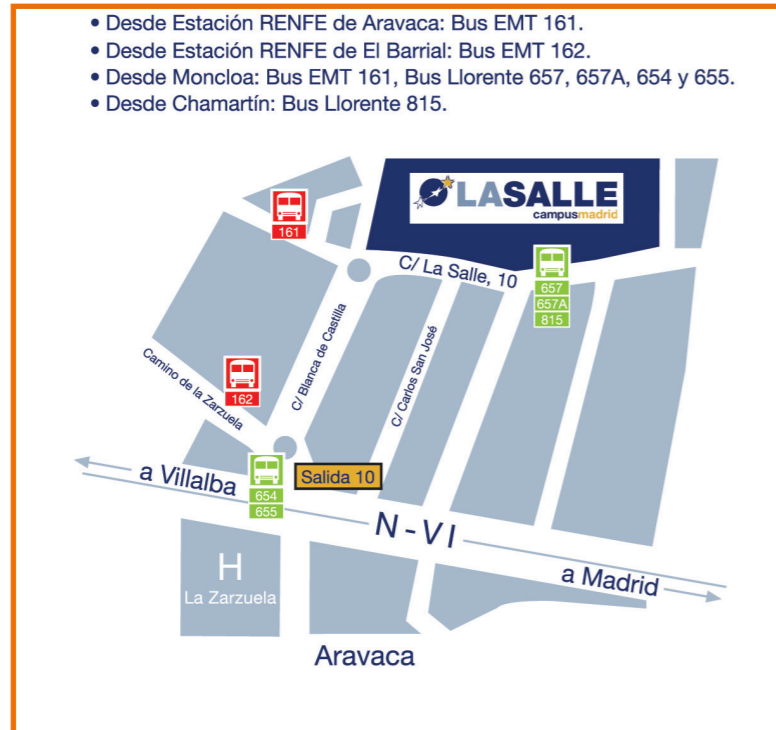 • Desde Estación RENFE de Aravaca: Bus EMT 161.
• Desde Estación RENFE de El Barrial: Bus EMT 162.
• Desde Moncloa: Bus EMT 161, Bus Llorente 657, 657A, 654 y 655.
• Desde Chamartín: Bus Llorente 815.
LASALLE
campusmadrid
161
C/ La Salle, 10
657
657A
815
C/ Blanca de Castilla
C/ Carlos San José
Camino de la Zarzuela
162
a Villalba
654
655
Salida 10
N-VI
a Madrid
H
La Zarzuela
Aravaca